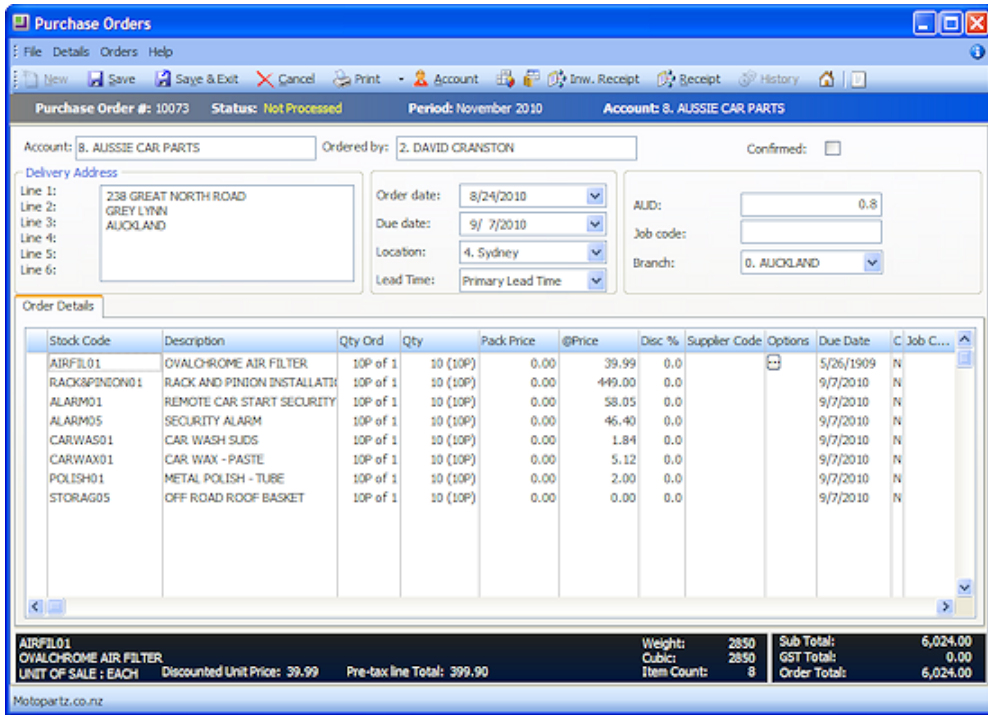 Purchase Orders
File Details Orders Help
New Save Save & Exit Cancel Print Account Inw. Receipt Receipt History
Purchase Order #: 10073 Status: Not Processed Period: November 2010 Account: 8. AUSSIE CAR PARTS
Account: 8. AUSSIE CAR PARTS Ordered by: 2. DAVID CRANSTON Confirmed:
Delivery Address
Line 1: 238 GREAT NORTH ROAD
Line 2: GREY LYNN
Line 3: AUCKLAND
Line 4:
Line 5:
Line 6:
Order date: 8/24/2010
Due date: 9/ 7/2010
Location: 4. Sydney
Lead Time: Primary Lead Time
AUD: 0.8
Job code:
Branch: 0. AUCKLAND
Order Details
Stock Code Description Qty Ord Qty Pack Price @Price Disc % Supplier Code Options Due Date C Job C...
AIRFIL01 OVALCHROME AIR FILTER 10P of 1 10 (10P) 0.00 39.99 0.0 ... 5/26/1909 N
RACK&PINION01 RACK AND PINION INSTALLATI 10P of 1 10 (10P) 0.00 449.00 0.0 9/7/2010 N
ALARM01 REMOTE CAR START SECURITY 10P of 1 10 (10P) 0.00 58.05 0.0 9/7/2010 N
ALARM05 SECURITY ALARM 10P of 1 10 (10P) 0.00 46.40 0.0 9/7/2010 N
CARWAS01 CAR WASH SUDS 10P of 1 10 (10P) 0.00 1.84 0.0 9/7/2010 N
CARWAX01 CAR WAX - PASTE 10P of 1 10 (10P) 0.00 5.12 0.0 9/7/2010 N
POLISH01 METAL POLISH - TUBE 10P of 1 10 (10P) 0.00 2.00 0.0 9/7/2010 N
STORAG05 OFF ROAD ROOF BASKET 10P of 1 10 (10P) 0.00 0.00 0.0 9/7/2010 N
AIRFIL01 Weight: 2850 Sub Total: 6,024.00
OVALCHROME AIR FILTER Cubic: 2850 GST Total: 0.00
UNIT OF SALE : EACH Discounted Unit Price: 39.99 Pre-tax line Total: 399.90 Item Count: 8 Order Total: 6,024.00
Motopartz.co.nz